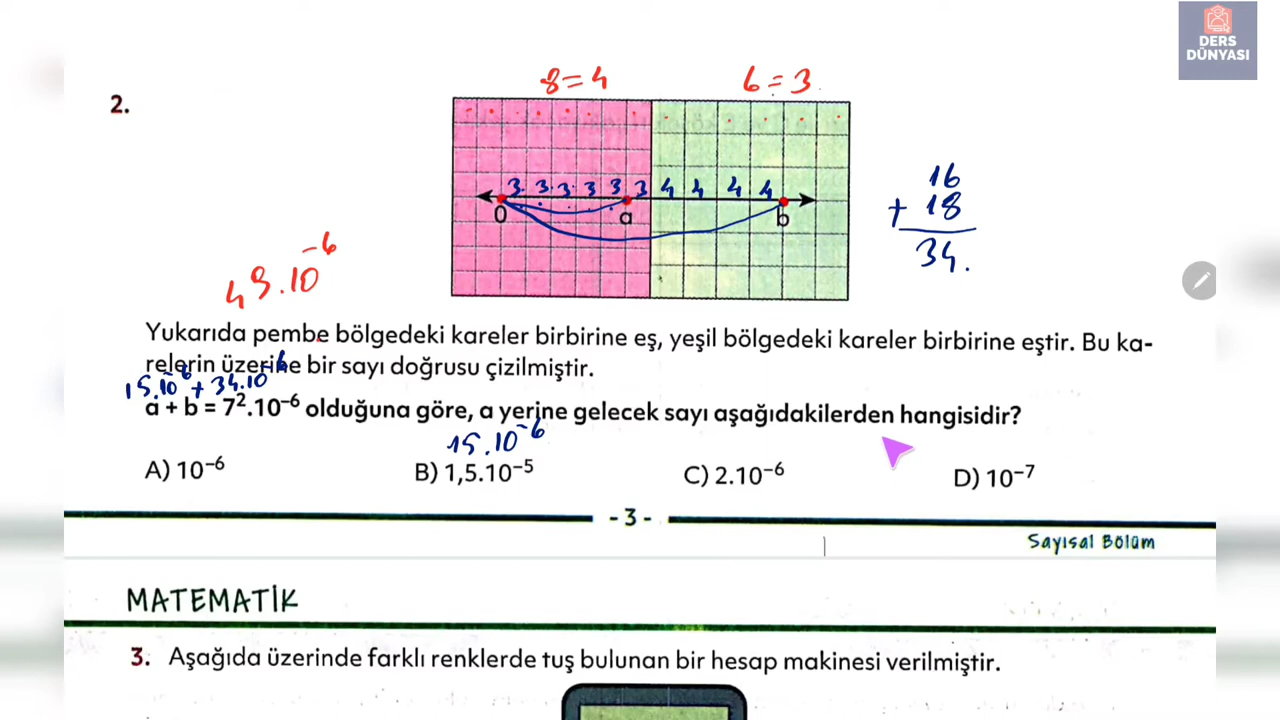 DERS
DÜNYASI
8=4 6=3
2.
3 3 3 3 3 3 4 4 4 4
0 a b
16
+ 18
34.
49.10⁻⁶
Yukarıda pembe bölgedeki kareler birbirine eş, yeşil bölgedeki kareler birbirine eştir. Bu ka-
relerin üzerine bir sayı doğrusu çizilmiştir.
15.10⁻⁶ + 34.10⁻⁶
a + b = 7².10⁻⁶ olduğuna göre, a yerine gelecek sayı aşağıdakilerden hangisidir?
15.10⁻⁶
A) 10⁻⁶ B) 1,5.10⁻⁵ C) 2.10⁻⁶ D) 10⁻⁷
- 3 -
Sayısal Bölüm
MATEMATİK
3. Aşağıda üzerinde farklı renklerde tuş bulunan bir hesap makinesi verilmiştir.